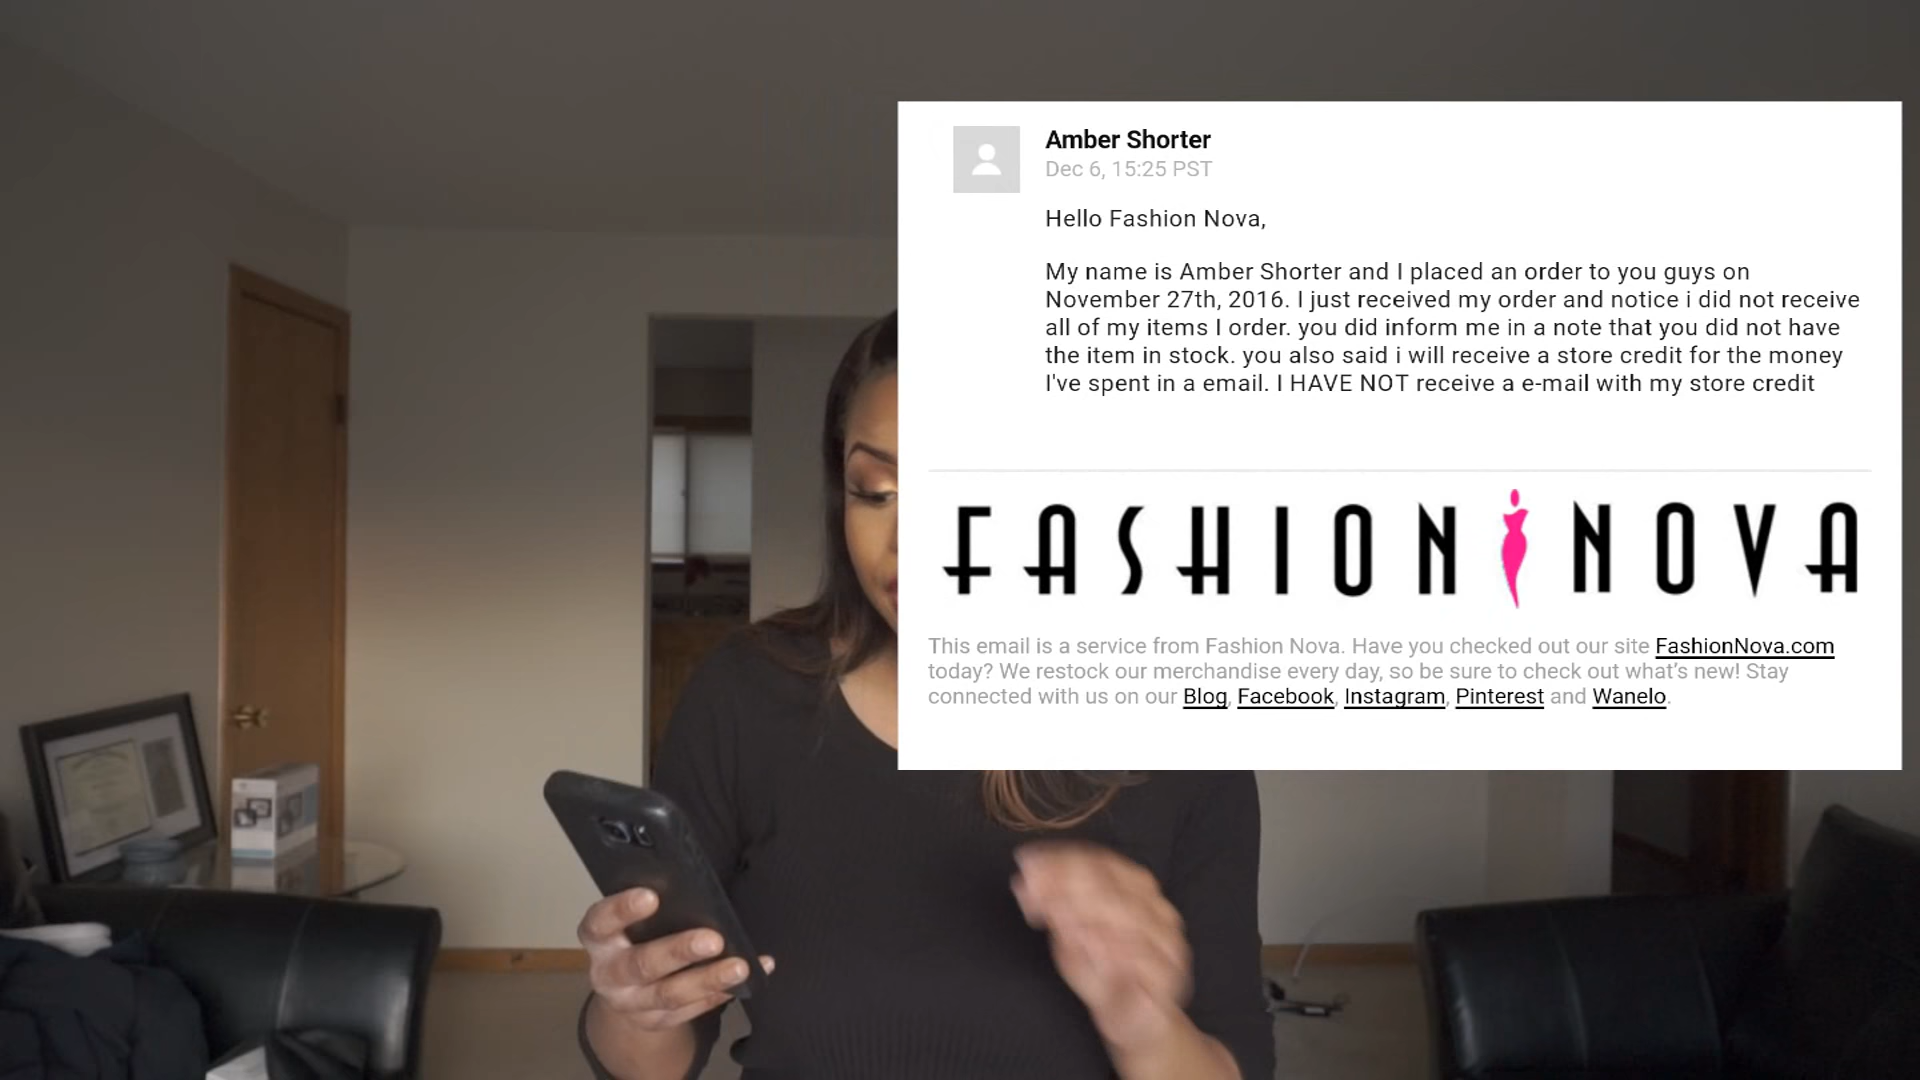 Amber Shorter
Dec 6, 15:25 PST
Hello Fashion Nova,
My name is Amber Shorter and I placed an order to you guys on
November 27th, 2016. I just received my order and notice i did not receive
all of my items I order. you did inform me in a note that you did not have
the item in stock. you also said i will receive a store credit for the money
I've spent in a email. I HAVE NOT receive a e-mail with my store credit
FASHION NOVA
This email is a service from Fashion Nova. Have you checked out our site FashionNova.com
today? We restock our merchandise every day, so be sure to check out what’s new! Stay
connected with us on our Blog, Facebook, Instagram, Pinterest and Wanelo.